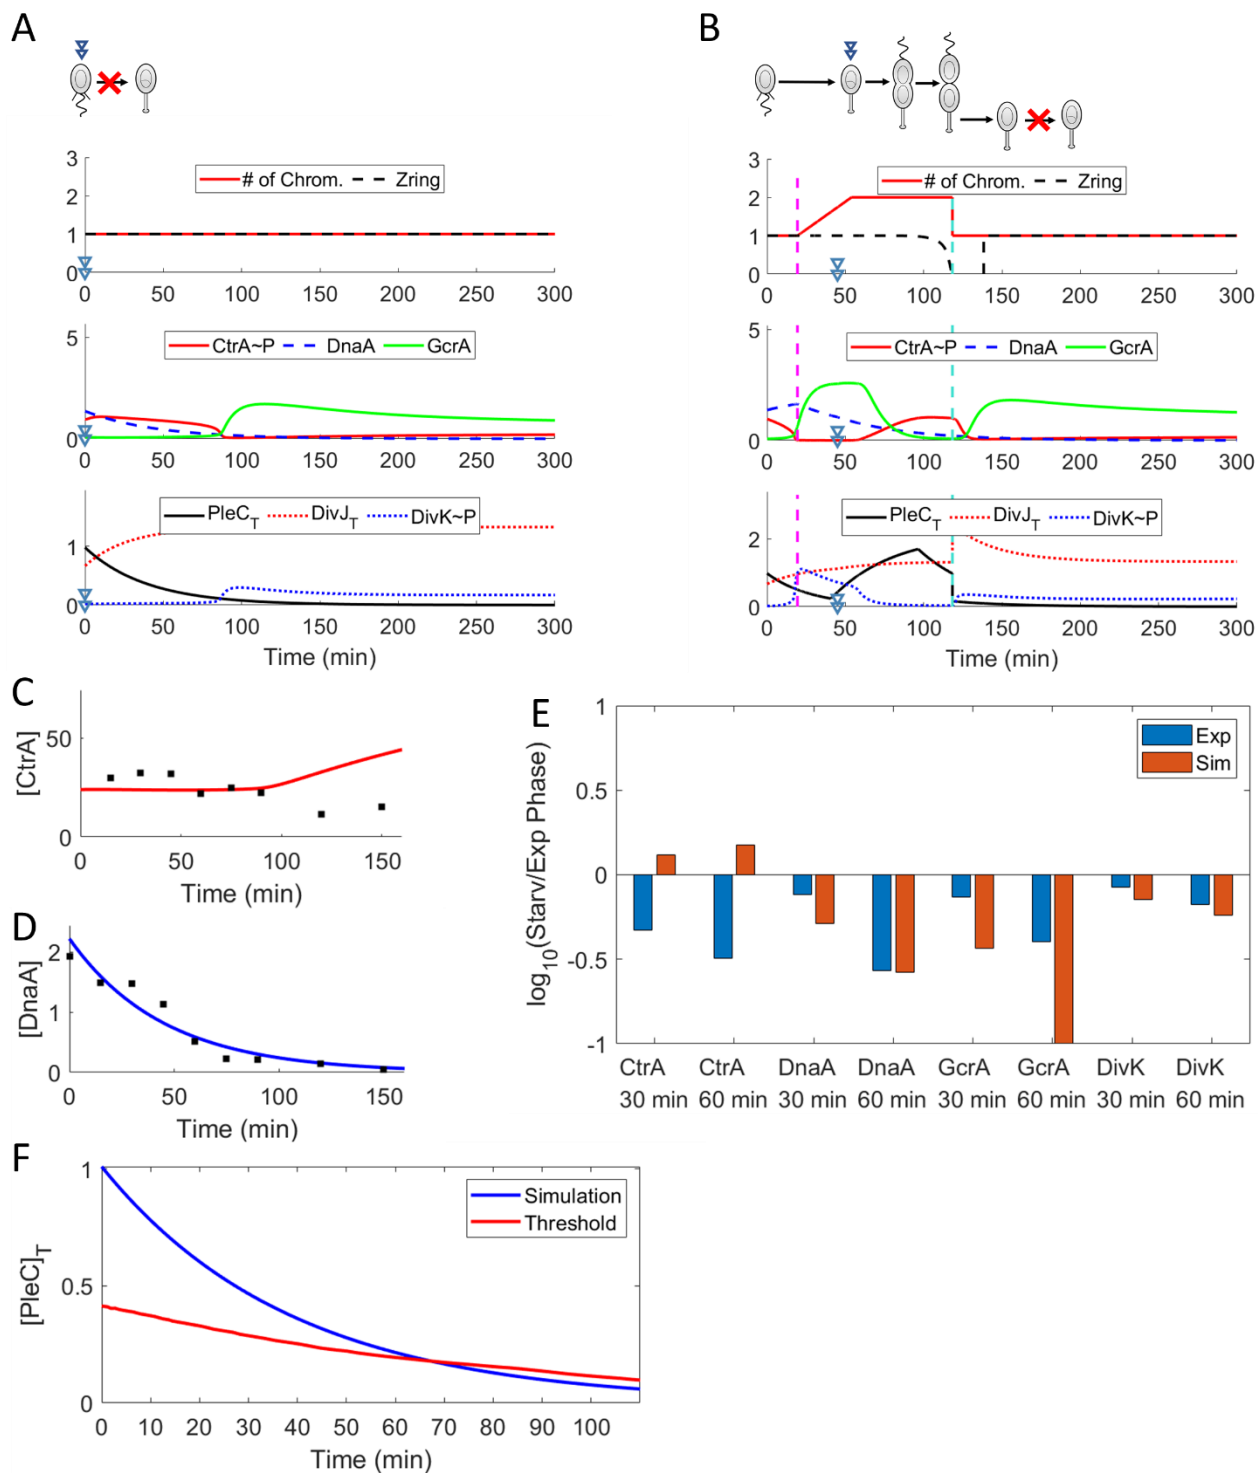 A
B
3
2
1
0
# of Chrom. Zring
0 50 100 150 200 250 300
5
0
CtrA~P DnaA GcrA
0 50 100 150 200 250 300
1
0
PleC_T DivJ_T DivK~P
0 50 100 150 200 250 300
Time (min)
3
2
1
0
# of Chrom. Zring
0 50 100 150 200 250 300
5
0
CtrA~P DnaA GcrA
0 50 100 150 200 250 300
2
0
PleC_T DivJ_T DivK~P
0 50 100 150 200 250 300
Time (min)
C
[CtrA]
50
0
0 50 100 150
Time (min)
D
[DnaA]
2
1
0
0 50 100 150
Time (min)
E
log10(Starv/Exp Phase)
1
0.5
0
-0.5
-1
Exp
Sim
CtrA CtrA DnaA DnaA GcrA GcrA DivK DivK
30 min 60 min 30 min 60 min 30 min 60 min 30 min 60 min
F
[PleC]_T
1
0.5
0
Simulation
Threshold
0 10 20 30 40 50 60 70 80 90 100
Time (min)